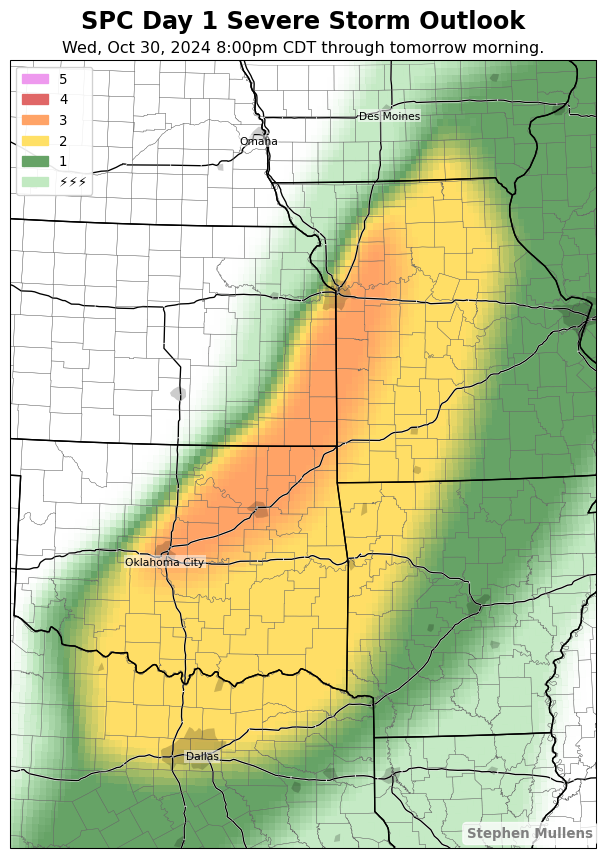 SPC Day 1 Severe Storm Outlook
Wed, Oct 30, 2024 8:00pm CDT through tomorrow morning.
5
4
3
2
1
⚡⚡⚡
Des Moines
Omaha
Oklahoma City
Dallas
Stephen Mullens